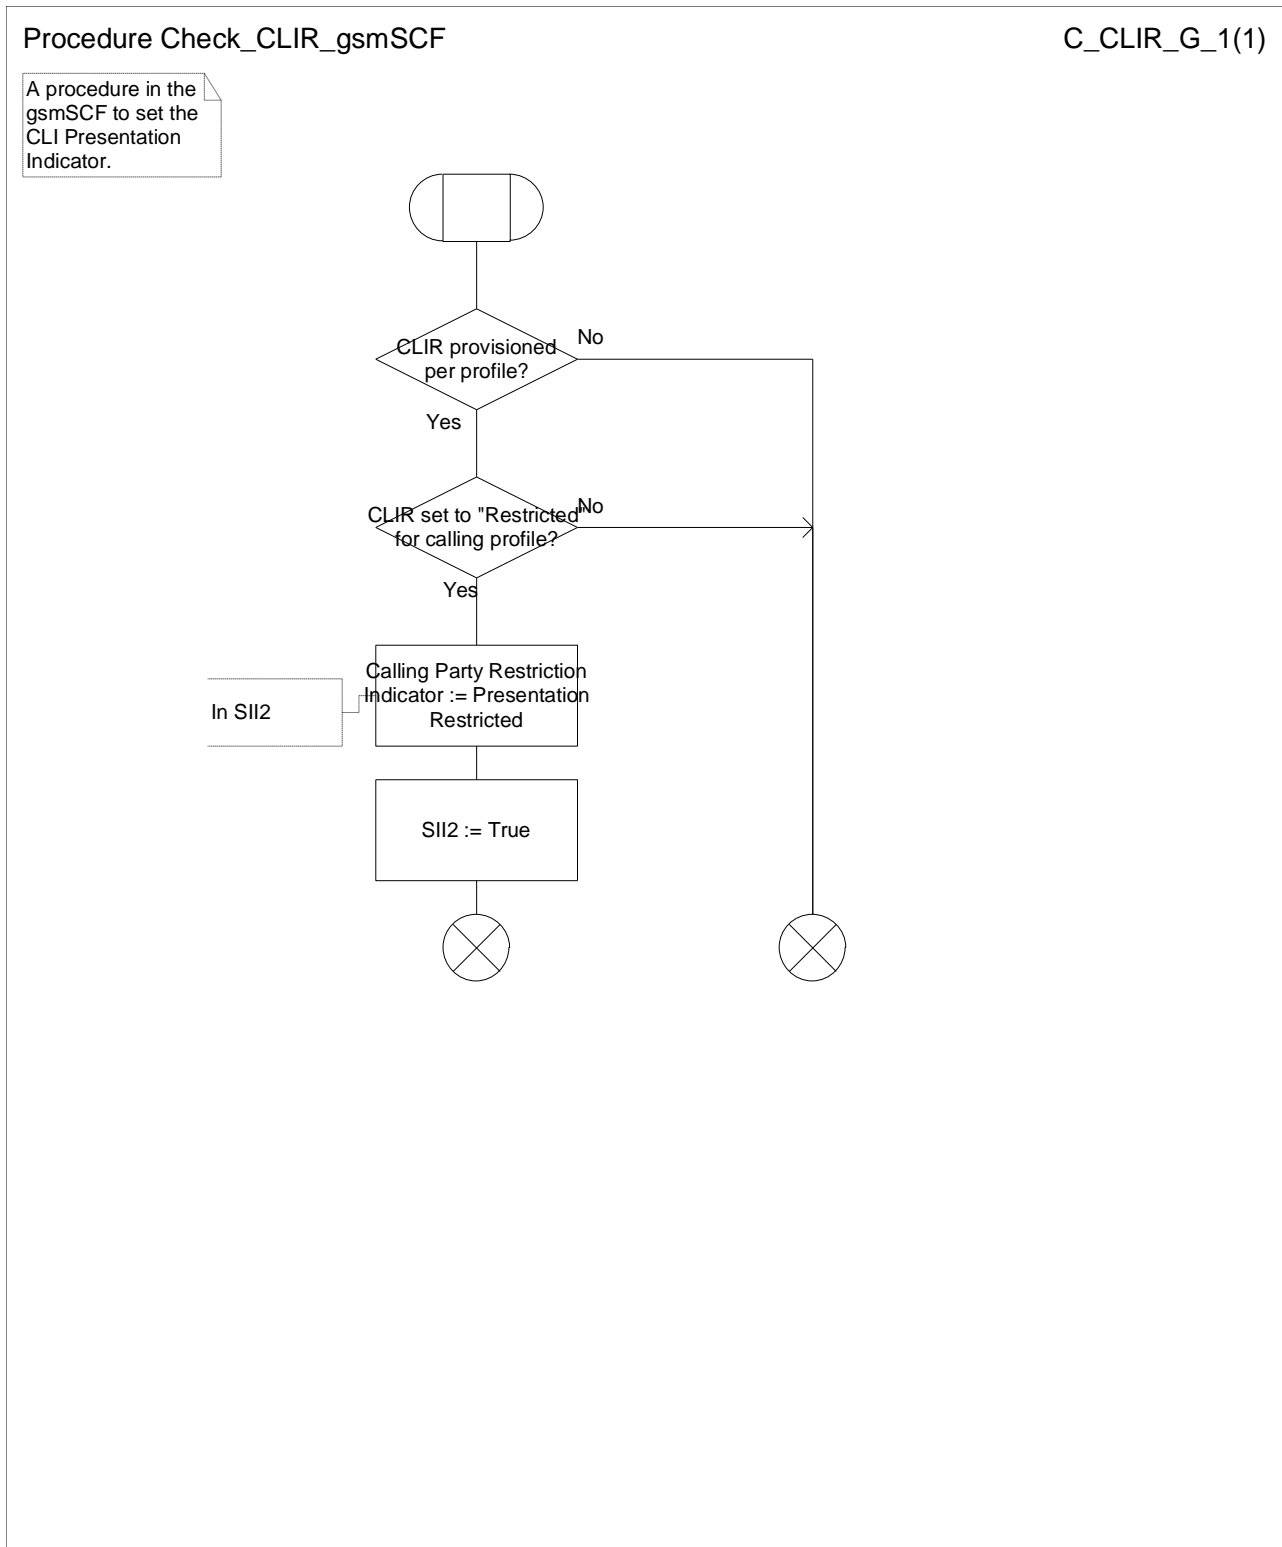 Procedure Check_CLIR_gsmSCF
C_CLIR_G_1(1)
A procedure in the
gsmSCF to set the
CLI Presentation
Indicator.
CLIR provisioned
per profile?
No
Yes
CLIR set to "Restricted"
for calling profile?
No
Yes
Calling Party Restriction
Indicator := Presentation
Restricted
In SII2
SII2 := True